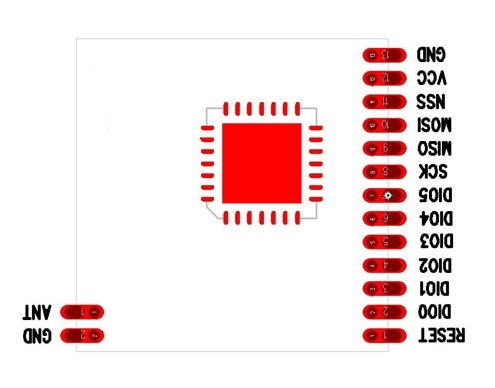 13 GND
12 VCC
11 NSS
10 MOSI
9 MISO
8 SCK
DIO5
6 DIO4
5 DIO3
4 DIO2
3 DIO1
2 DIO0
1 RESET
ANT 1
GND 2